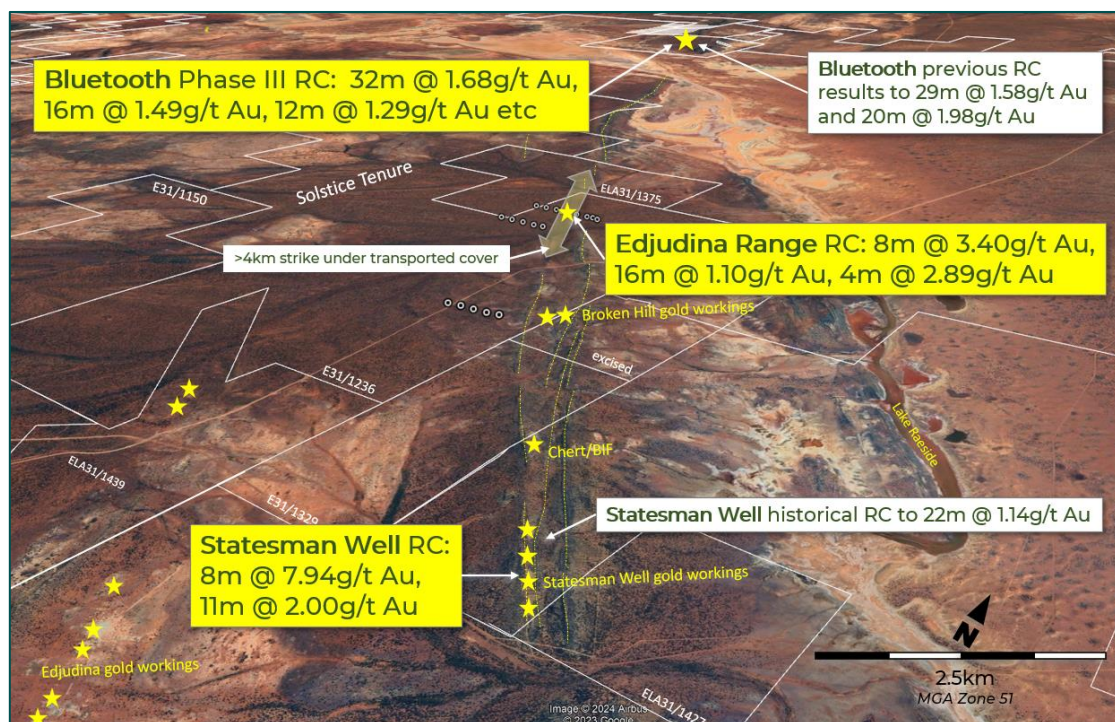 Bluetooth Phase III RC: 32m @ 1.68g/t Au,
16m @ 1.49g/t Au, 12m @ 1.29g/t Au etc
Bluetooth previous RC
results to 29m @ 1.58g/t Au
and 20m @ 1.98g/t Au
E31/1150
Solstice Tenure
ELA31/1375
>4km strike under transported cover
Edjudina Range RC: 8m @ 3.40g/t Au,
16m @ 1.10g/t Au, 4m @ 2.89g/t Au
Broken Hill gold workings
excised
E31/1236
Lake Raeside
Chert/BIF
ELA31/1439
E31/1329
Statesman Well historical RC to 22m @ 1.14g/t Au
Statesman Well RC:
8m @ 7.94g/t Au,
11m @ 2.00g/t Au
Statesman Well gold workings
Edjudina gold workings
N
2.5km
MGA Zone 51
ELA31/1427
Image © 2024 Airbus
© 2023 Google